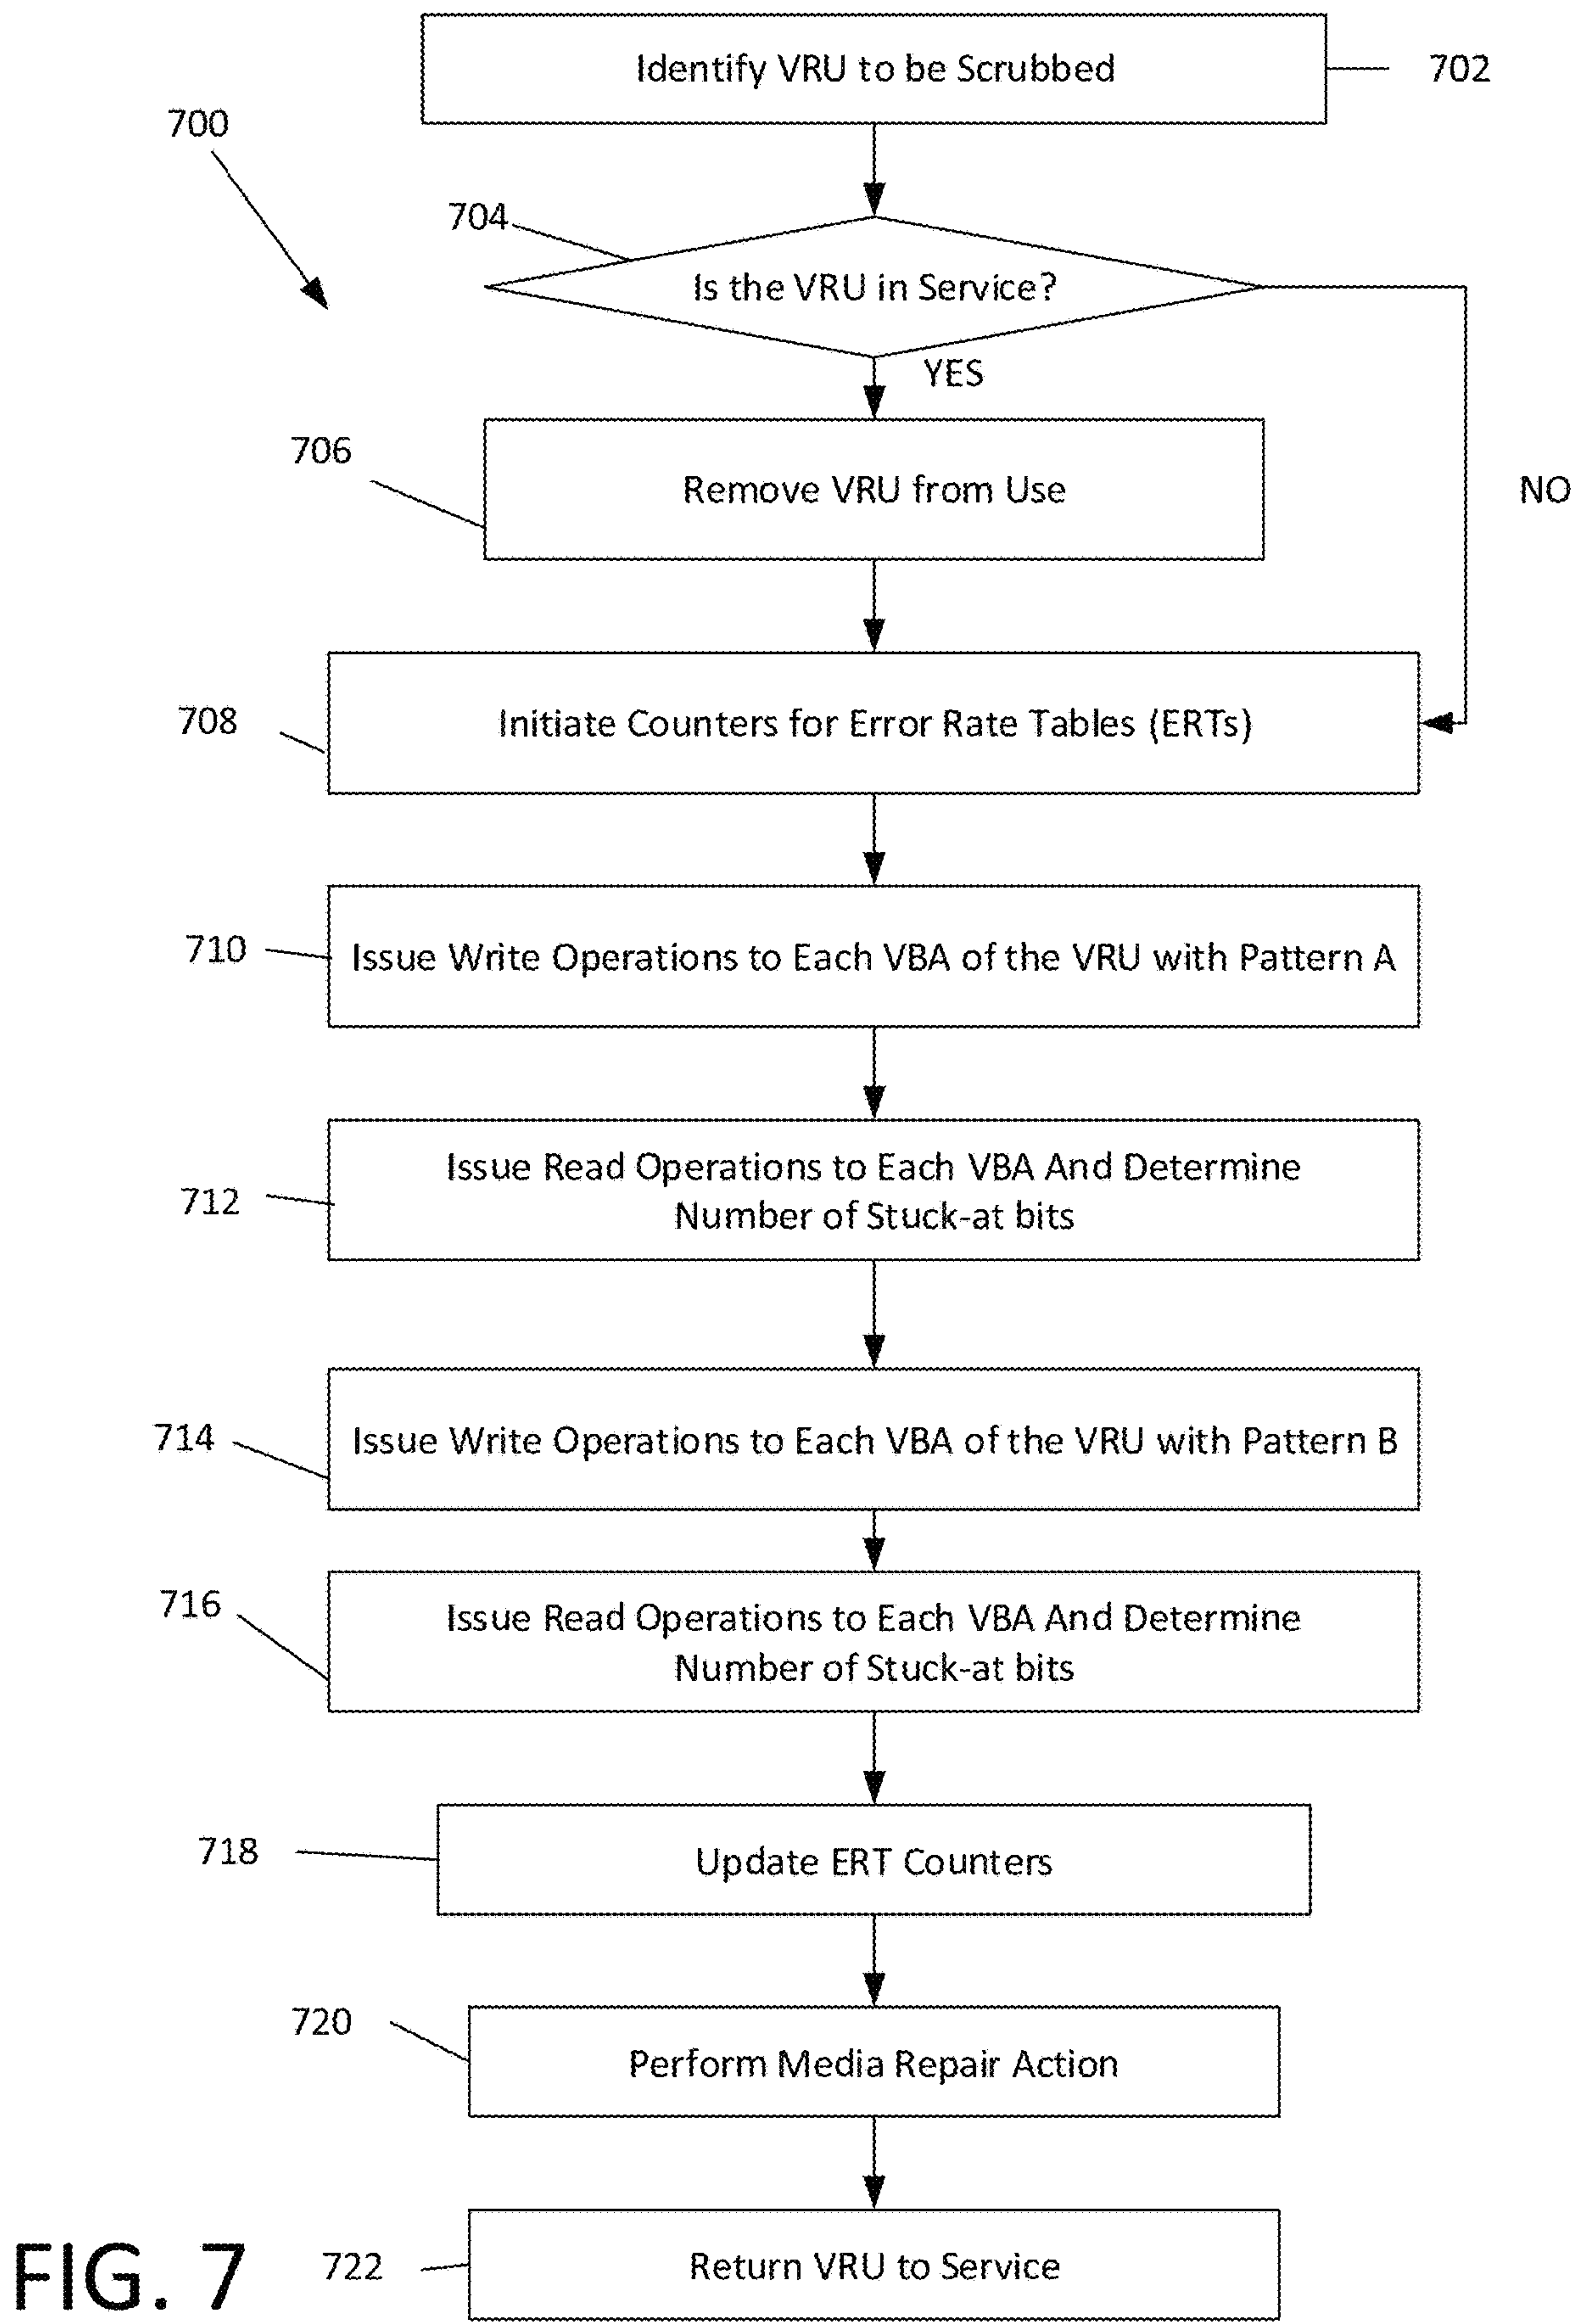 Identify VRU to be Scrubbed
702
700
704
Is the VRU in Service?
YES
706
Remove VRU from Use
NO
708
Initiate Counters for Error Rate Tables (ERTs)
710
Issue Write Operations to Each VBA of the VRU with Pattern A
712
Issue Read Operations to Each VBA And Determine
Number of Stuck-at bits
714
Issue Write Operations to Each VBA of the VRU with Pattern B
716
Issue Read Operations to Each VBA And Determine
Number of Stuck-at bits
718
Update ERT Counters
720
Perform Media Repair Action
722
Return VRU to Service
FIG. 7